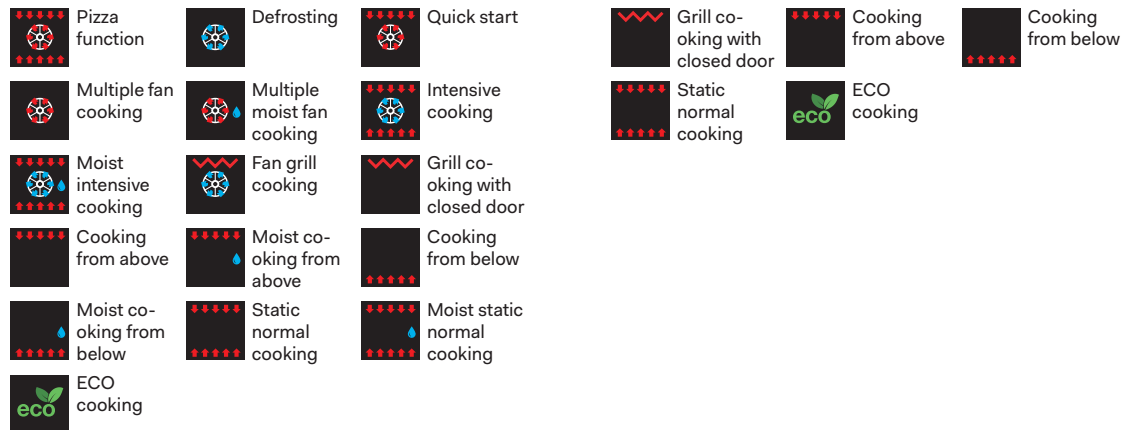 Pizza
function
Defrosting
Quick start
Multiple fan
cooking
Multiple
moist fan
cooking
Intensive
cooking
Moist
intensive
cooking
Fan grill
cooking
Grill co-
oking with
closed door
Cooking
from above
Moist co-
oking from
above
Cooking
from below
Moist co-
oking from
below
Static
normal
cooking
Moist static
normal
cooking
eco
ECO
cooking
Grill co-
oking with
closed door
Cooking
from above
Cooking
from below
Static
normal
cooking
eco
ECO
cooking